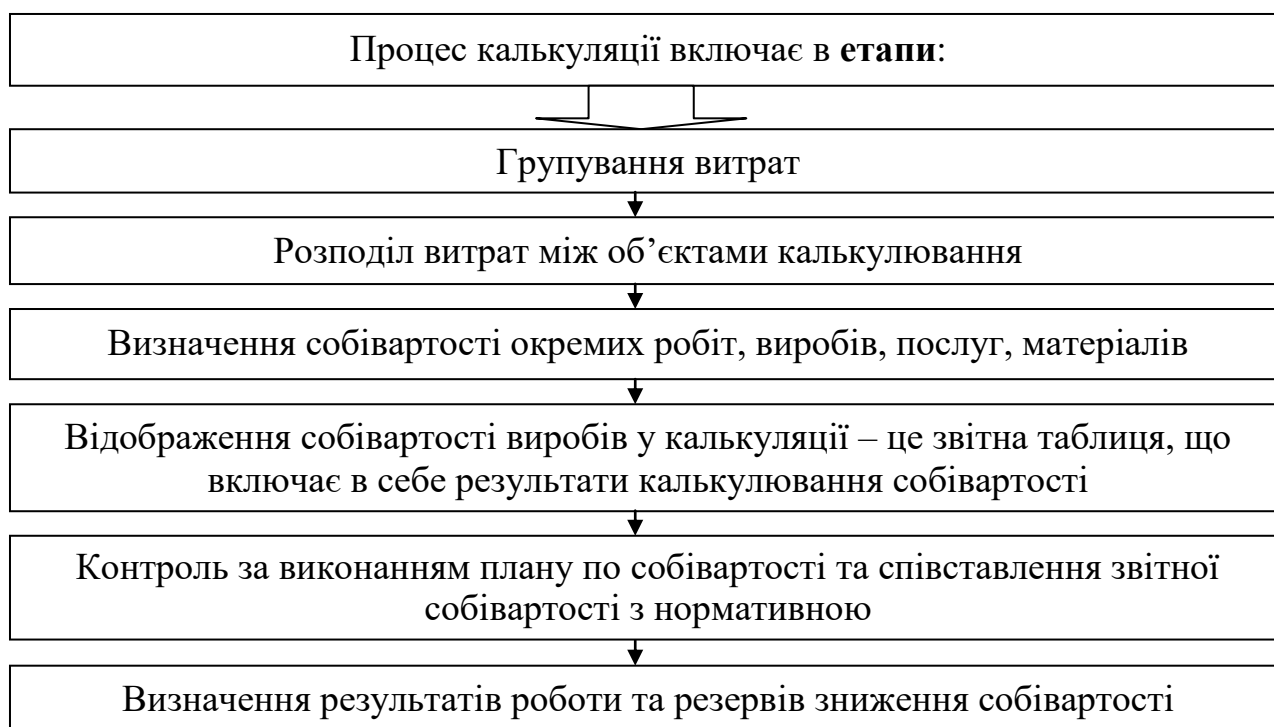 Процес калькуляції включає в етапи:
Групування витрат
Розподіл витрат між об’єктами калькулювання
Визначення собівартості окремих робіт, виробів, послуг, матеріалів
Відображення собівартості виробів у калькуляції – це звітна таблиця, що
включає в себе результати калькулювання собівартості
Контроль за виконанням плану по собівартості та співставлення звітної
собівартості з нормативною
Визначення результатів роботи та резервів зниження собівартості